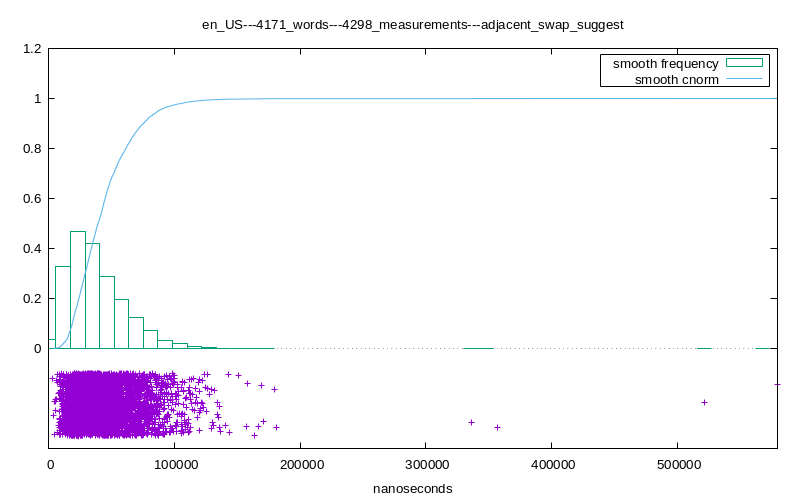 en_US---4171_words---4298_measurements---adjacent_swap_suggest
1.2
smooth frequency
smooth cnorm
1
0.8
0.6
0.4
0.2
0
0 100000 200000 300000 400000 500000
nanoseconds